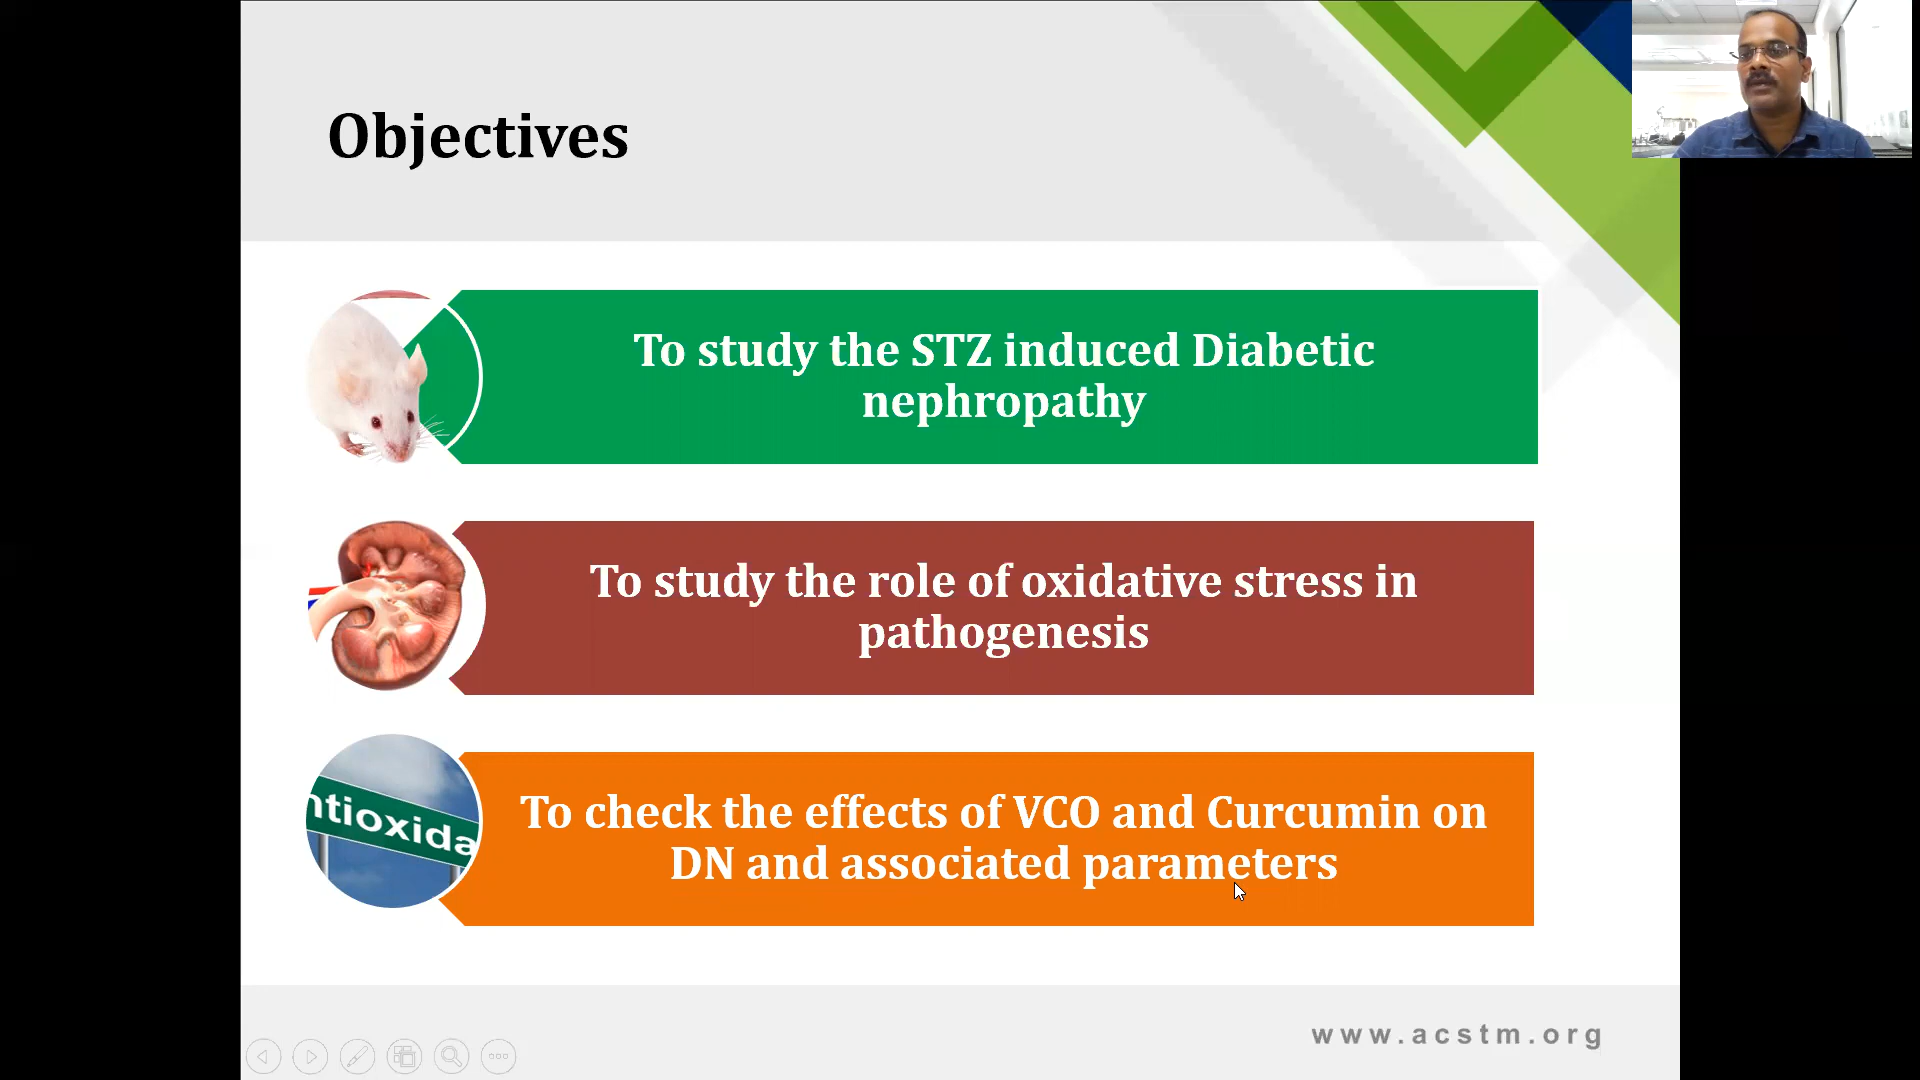 Objectives
To study the STZ induced Diabetic
nephropathy
To study the role of oxidative stress in
pathogenesis
ntioxida
To check the effects of VCO and Curcumin on
DN and associated parameters
www.acstm.org